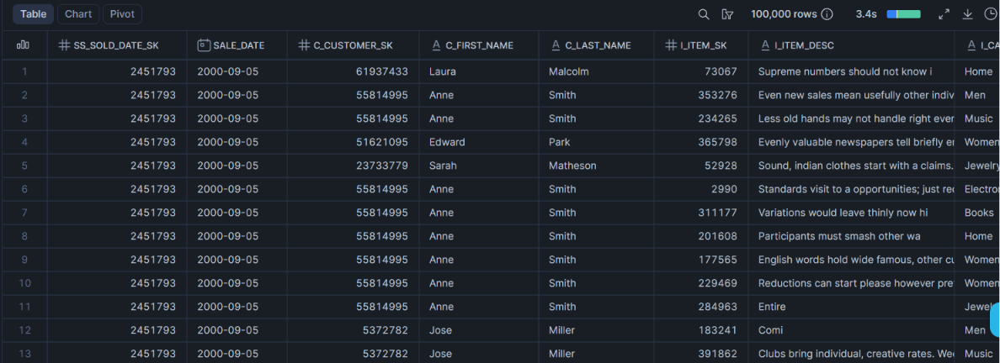 Table Chart Pivot 100,000 rows 3.4s
SS_SOLD_DATE_SK SALE_DATE C_CUSTOMER_SK C_FIRST_NAME C_LAST_NAME I_ITEM_SK I_ITEM_DESC I_CA
1 2451793 2000-09-05 61937433 Laura Malcolm 73067 Supreme numbers should not know i Home
2 2451793 2000-09-05 55814995 Anne Smith 353276 Even new sales mean usefully other indiv Men
3 2451793 2000-09-05 55814995 Anne Smith 234265 Less old hands may not handle right ever Music
4 2451793 2000-09-05 51621095 Edward Park 365798 Evenly valuable newspapers tell briefly er Women
5 2451793 2000-09-05 23733779 Sarah Matheson 52928 Sound, indian clothes start with a claims. Jewelry
6 2451793 2000-09-05 55814995 Anne Smith 2990 Standards visit to a opportunities; just rec Electro
7 2451793 2000-09-05 55814995 Anne Smith 311177 Variations would leave thinly now hi Books
8 2451793 2000-09-05 55814995 Anne Smith 201608 Participants must smash other wa Home
9 2451793 2000-09-05 55814995 Anne Smith 177565 English words hold wide famous, other cu Women
10 2451793 2000-09-05 55814995 Anne Smith 229469 Reductions can start please however pre Women
11 2451793 2000-09-05 55814995 Anne Smith 284963 Entire Jewel
12 2451793 2000-09-05 5372782 Jose Miller 183241 Comi Men
13 2451793 2000-09-05 5372782 Jose Miller 391862 Clubs bring individual, creative rates. Wee Music